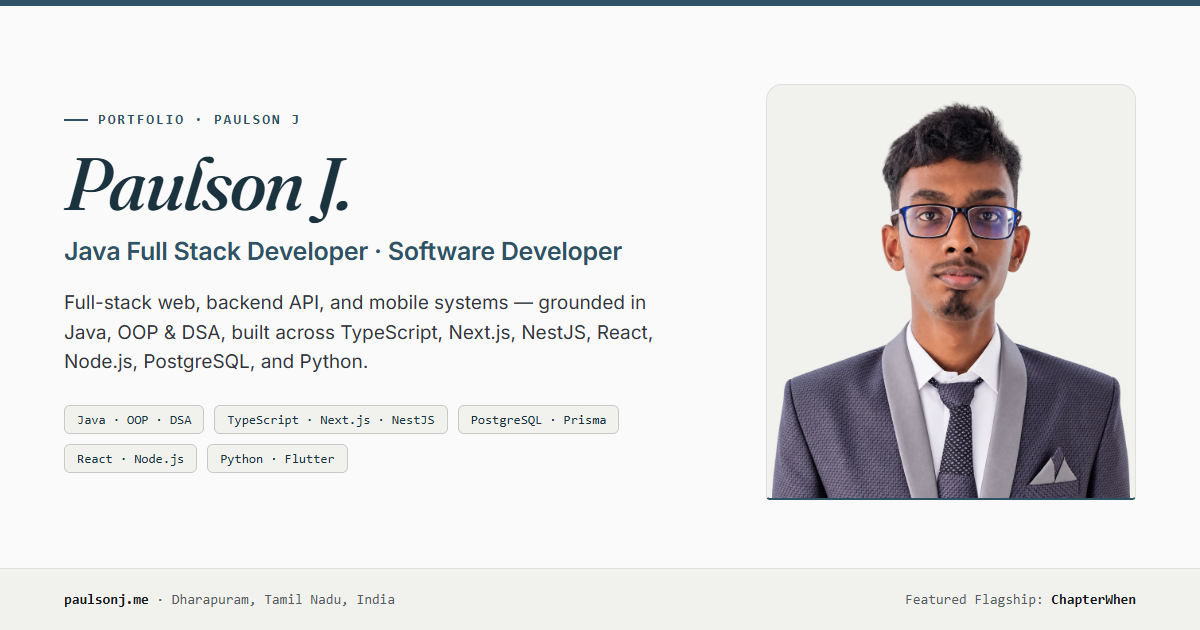 PORTFOLIO · PAULSON J
Paulson J.
Java Full Stack Developer · Software Developer
Full-stack web, backend API, and mobile systems — grounded in
Java, OOP & DSA, built across TypeScript, Next.js, NestJS, React,
Node.js, PostgreSQL, and Python.
Java · OOP · DSA
TypeScript · Next.js · NestJS
PostgreSQL · Prisma
React · Node.js
Python · Flutter
paulsonj.me · Dharapuram, Tamil Nadu, India
Featured Flagship: ChapterWhen